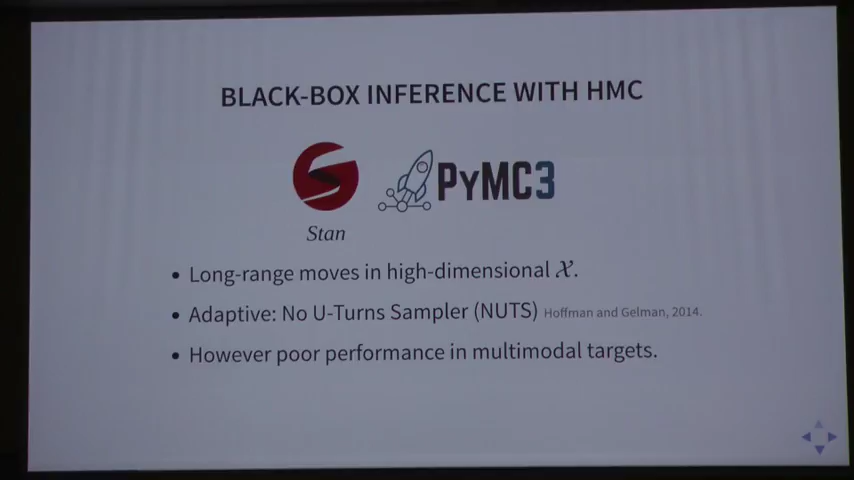 BLACK-BOX INFERENCE WITH HMC
PYMC3
Stan
• Long-range moves in high-dimensional 𝒳.
• Adaptive: No U-Turns Sampler (NUTS) Hoffman and Gelman, 2014.
• However poor performance in multimodal targets.